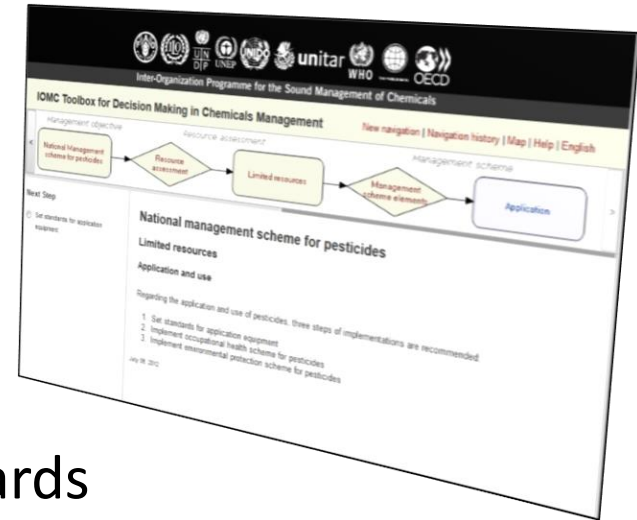 UN
DP
UNEP
UNIDO
unitar
WHO
OECD
Inter-Organization Programme for the Sound Management of Chemicals
IOMC Toolbox for Decision Making in Chemicals Management
New navigation | Navigation history | Map | Help | English
Management objective
Resource assessment
Management scheme
National Management
scheme for pesticides
Resource
assessment
Limited resources
Management
scheme elements
Application
Next Step
Set standards for application
equipment
National management scheme for pesticides
Limited resources
Application and use
Regarding the application and use of pesticides, three steps of implementations are recommended:
1. Set standards for application equipment
2. Implement occupational health scheme for pesticides
3. Implement environmental protection scheme for pesticides
July 06, 2012
ards